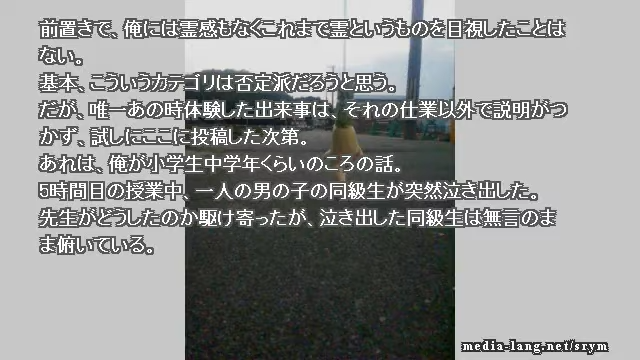 前置きで、俺には霊感もなくこれまで霊というものを目視したことは
ない。
基本、こういうカテゴリは否定派だろうと思う。
だが、唯一あの時体験した出来事は、それの仕業以外で説明がつ
かず、試しにここに投稿した次第。
あれは、俺が小学生中学年くらいのころの話。
5時間目の授業中、一人の男の子の同級生が突然泣き出した。
先生がどうしたのか駆け寄ったが、泣き出した同級生は無言のま
ま俯いている。
media-lang.net/srym